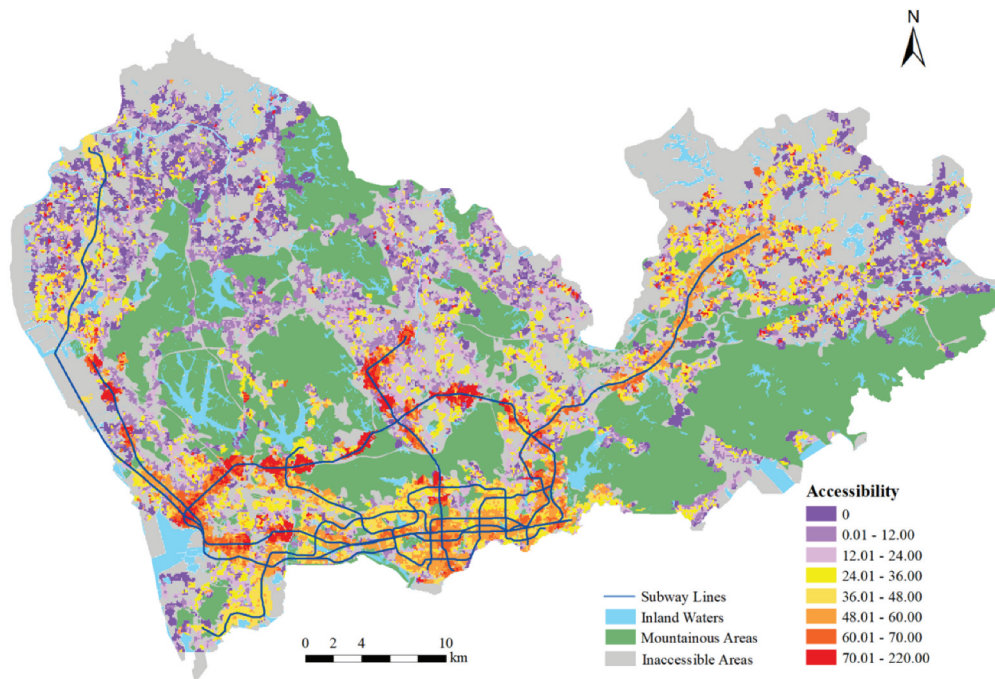 N
Accessibility
0
0.01 - 12.00
12.01 - 24.00
24.01 - 36.00
36.01 - 48.00
48.01 - 60.00
60.01 - 70.00
70.01 - 220.00
Subway Lines
Inland Waters
Mountainous Areas
Inaccessible Areas
0 2 4 10
km